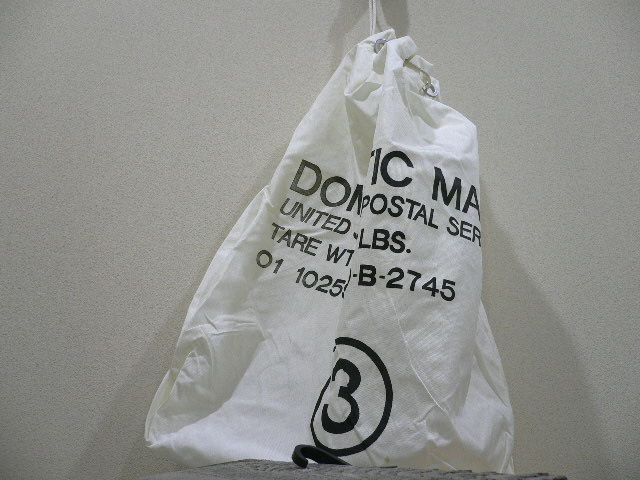 DOM TIC MA
UNITED POSTAL SER
TARE WT LBS.
01 1025 -B-2745
3